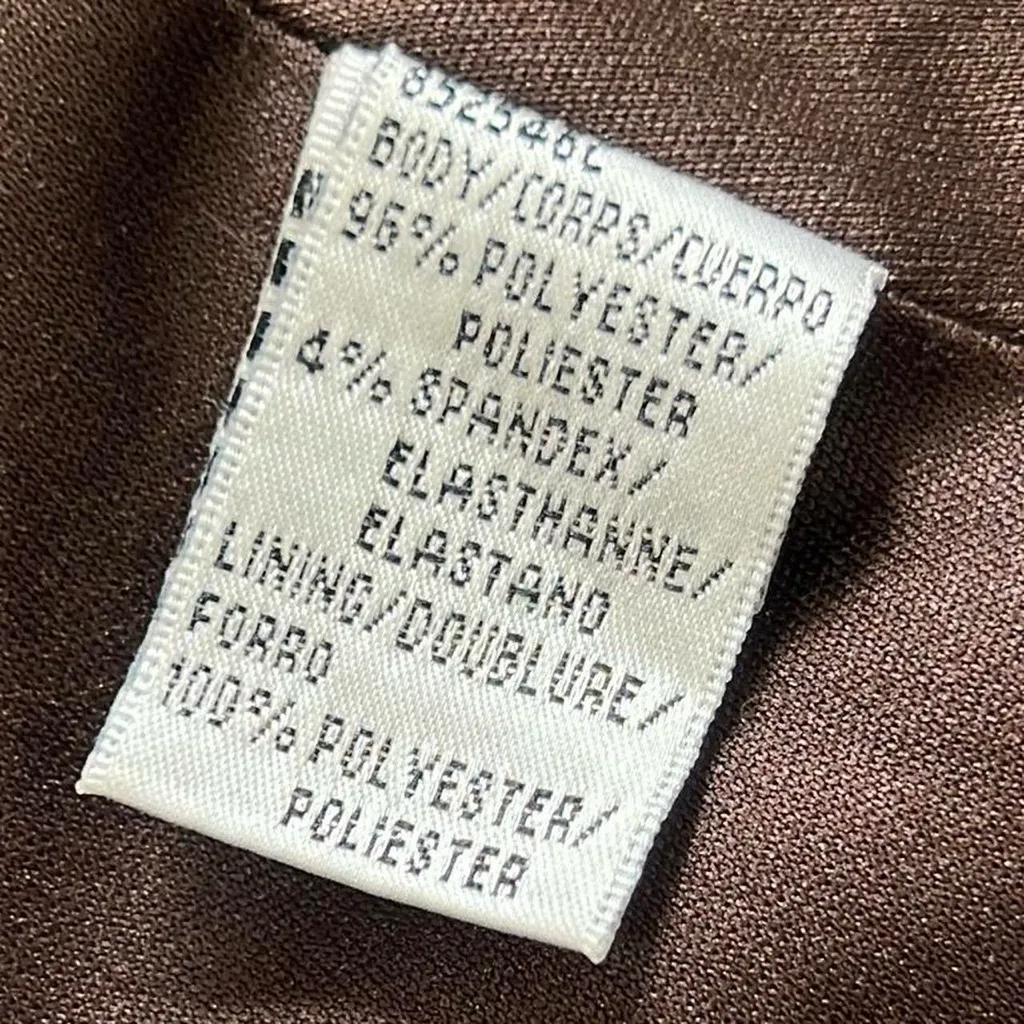 BODY/CORPS/CUERPO
96% POLYESTER/
POLIESTER
4% SPANDEX/
ELASTHANNE/
ELASTANO
LINING/DOUBLURE/
FORRO
100% POLYESTER/
POLIESTER